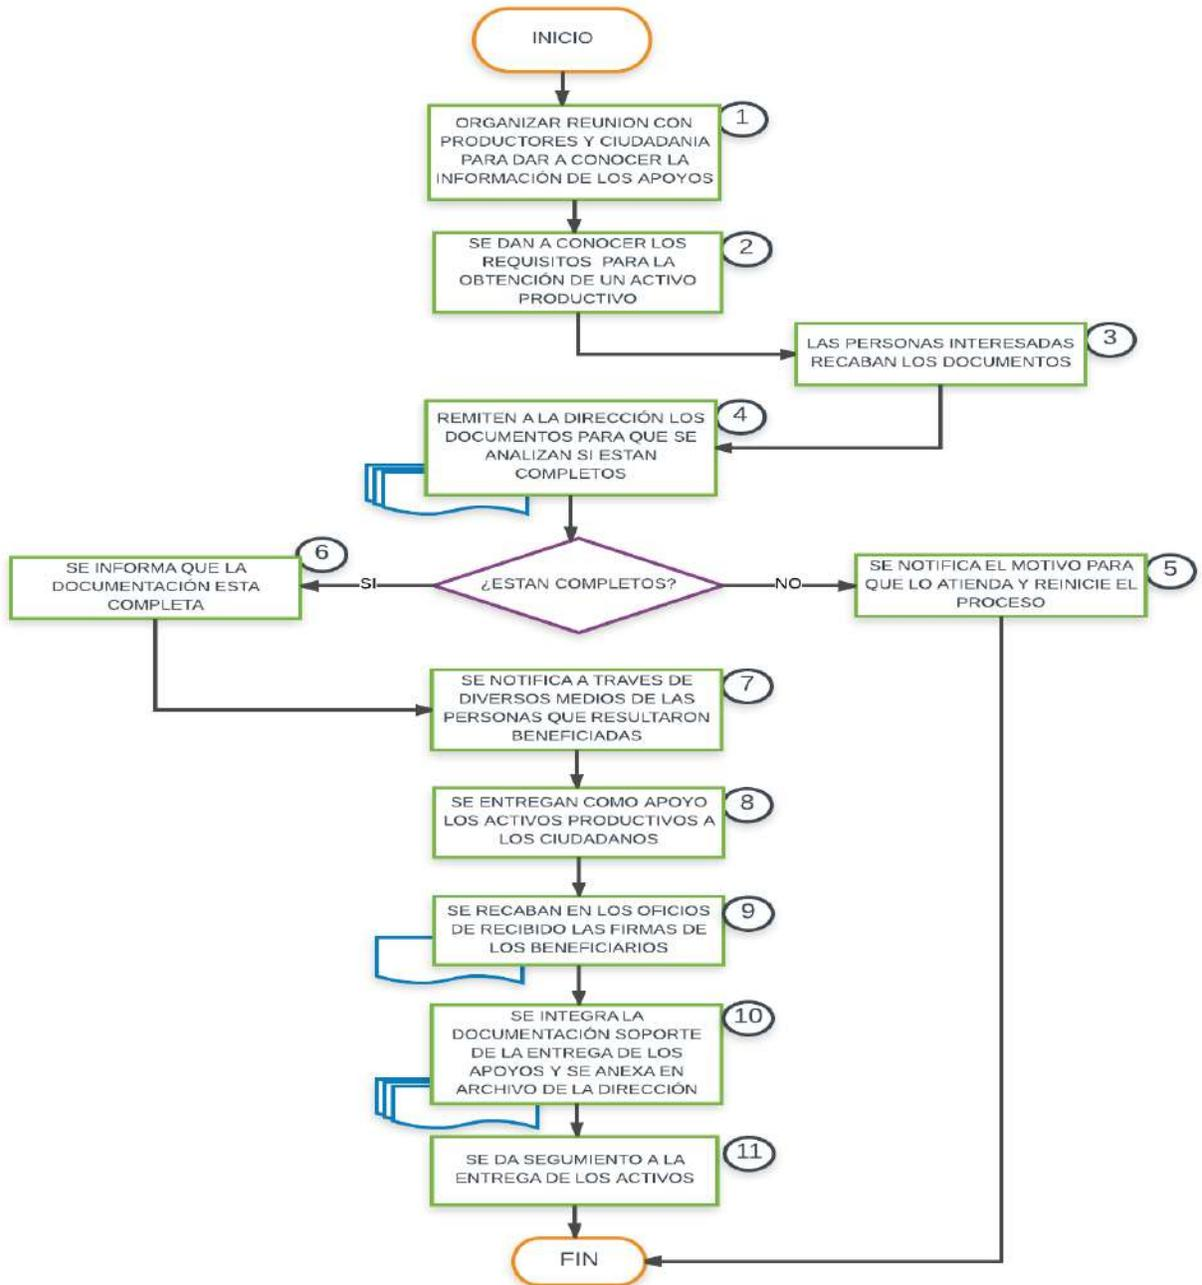 INICIO
1
ORGANIZAR REUNION CON
PRODUCTORES Y CIUDADANIA
PARA DAR A CONOCER LA
INFORMACIÓN DE LOS APOYOS
2
SE DAN A CONOCER LOS
REQUISITOS PARA LA
OBTENCIÓN DE UN ACTIVO
PRODUCTIVO
3
LAS PERSONAS INTERESADAS
RECABAN LOS DOCUMENTOS
4
REMITEN A LA DIRECCIÓN LOS
DOCUMENTOS PARA QUE SE
ANALIZAN SI ESTAN
COMPLETOS
¿ESTAN COMPLETOS?
SI
NO
6
SE INFORMA QUE LA
DOCUMENTACIÓN ESTA
COMPLETA
5
SE NOTIFICA EL MOTIVO PARA
QUE LO ATIENDA Y REINICIE EL
PROCESO
7
SE NOTIFICA A TRAVES DE
DIVERSOS MEDIOS DE LAS
PERSONAS QUE RESULTARON
BENEFICIADAS
8
SE ENTREGAN COMO APOYO
LOS ACTIVOS PRODUCTIVOS A
LOS CIUDADANOS
9
SE RECABAN EN LOS OFICIOS
DE RECIBIDO LAS FIRMAS DE
LOS BENEFICIARIOS
10
SE INTEGRA LA
DOCUMENTACIÓN SOPORTE
DE LA ENTREGA DE LOS
APOYOS Y SE ANEXA EN
ARCHIVO DE LA DIRECCIÓN
11
SE DA SEGUMIENTO A LA
ENTREGA DE LOS ACTIVOS
FIN